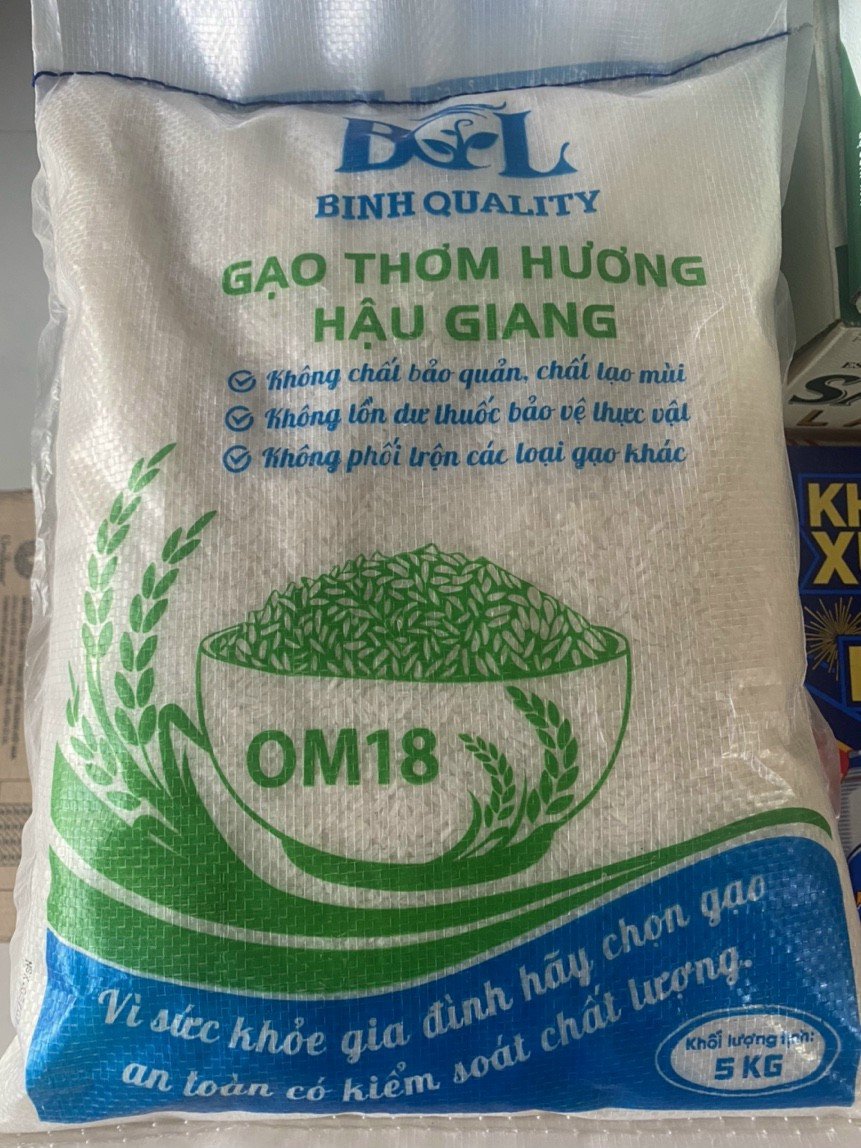 BQL
BINH QUALITY
GẠO THƠM HƯƠNG
HẬU GIANG
Không chất bảo quản, chất tạo mùi
Không tồn dư thuốc bảo vệ thực vật
Không phối trộn các loại gạo khác
OM18
Vì sức khỏe gia đình hãy chọn gạo
an toàn có kiểm soát chất lượng.
Khối lượng tịnh:
5 KG